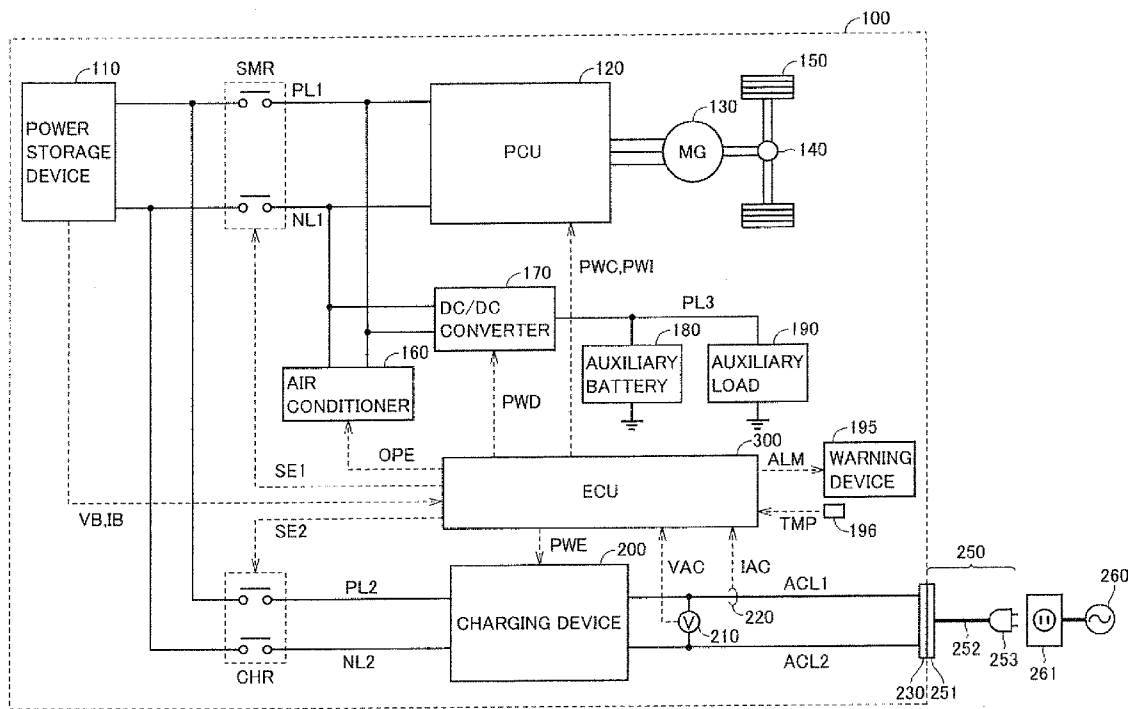 100
110
SMR
PL1
120
150
130
POWER
STORAGE
DEVICE
PCU
MG
140
NL1
PWC,PWI
170
DC/DC
CONVERTER
PL3
180
190
160
AUXILIARY
BATTERY
AUXILIARY
LOAD
AIR
CONDITIONER
PWD
195
300
OPE
ALM
WARNING
DEVICE
SE1
ECU
VB,IB
TMP
196
SE2
PWE
200
VAC
IAC
250
260
PL2
ACL1
CHARGING DEVICE
V
210
220
252
253
NL2
ACL2
261
CHR
230
251